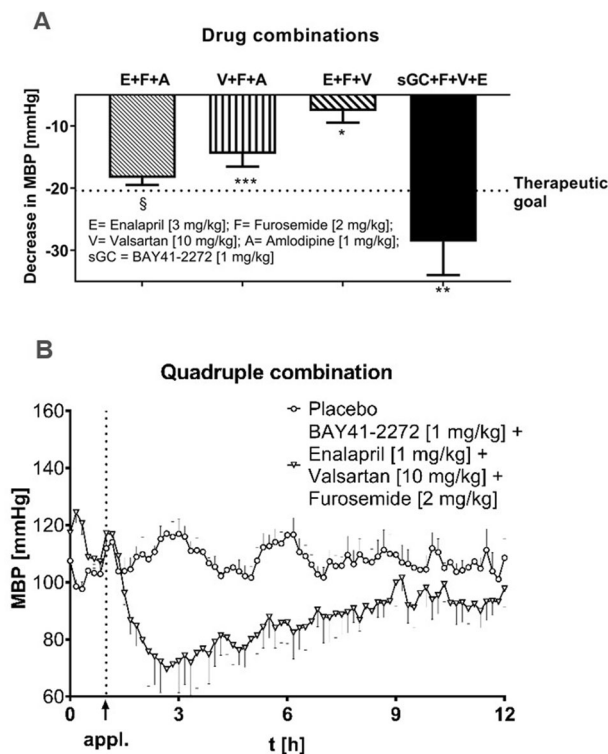 A
Drug combinations
E+F+A V+F+A E+F+V sGC+F+V+E
Decrease in MBP [mmHg]
-10
-20
-30
Therapeutic
goal
§
***
*
**
E= Enalapril [3 mg/kg]; F= Furosemide [2 mg/kg];
V= Valsartan [10 mg/kg]; A= Amlodipine [1 mg/kg];
sGC = BAY41-2272 [1 mg/kg]
B
Quadruple combination
Placebo
BAY41-2272 [1 mg/kg] +
Enalapril [1 mg/kg] +
Valsartan [10 mg/kg] +
Furosemide [2 mg/kg]
MBP [mmHg]
160
140
120
100
80
60
0 3 6 9 12
appl.
t [h]